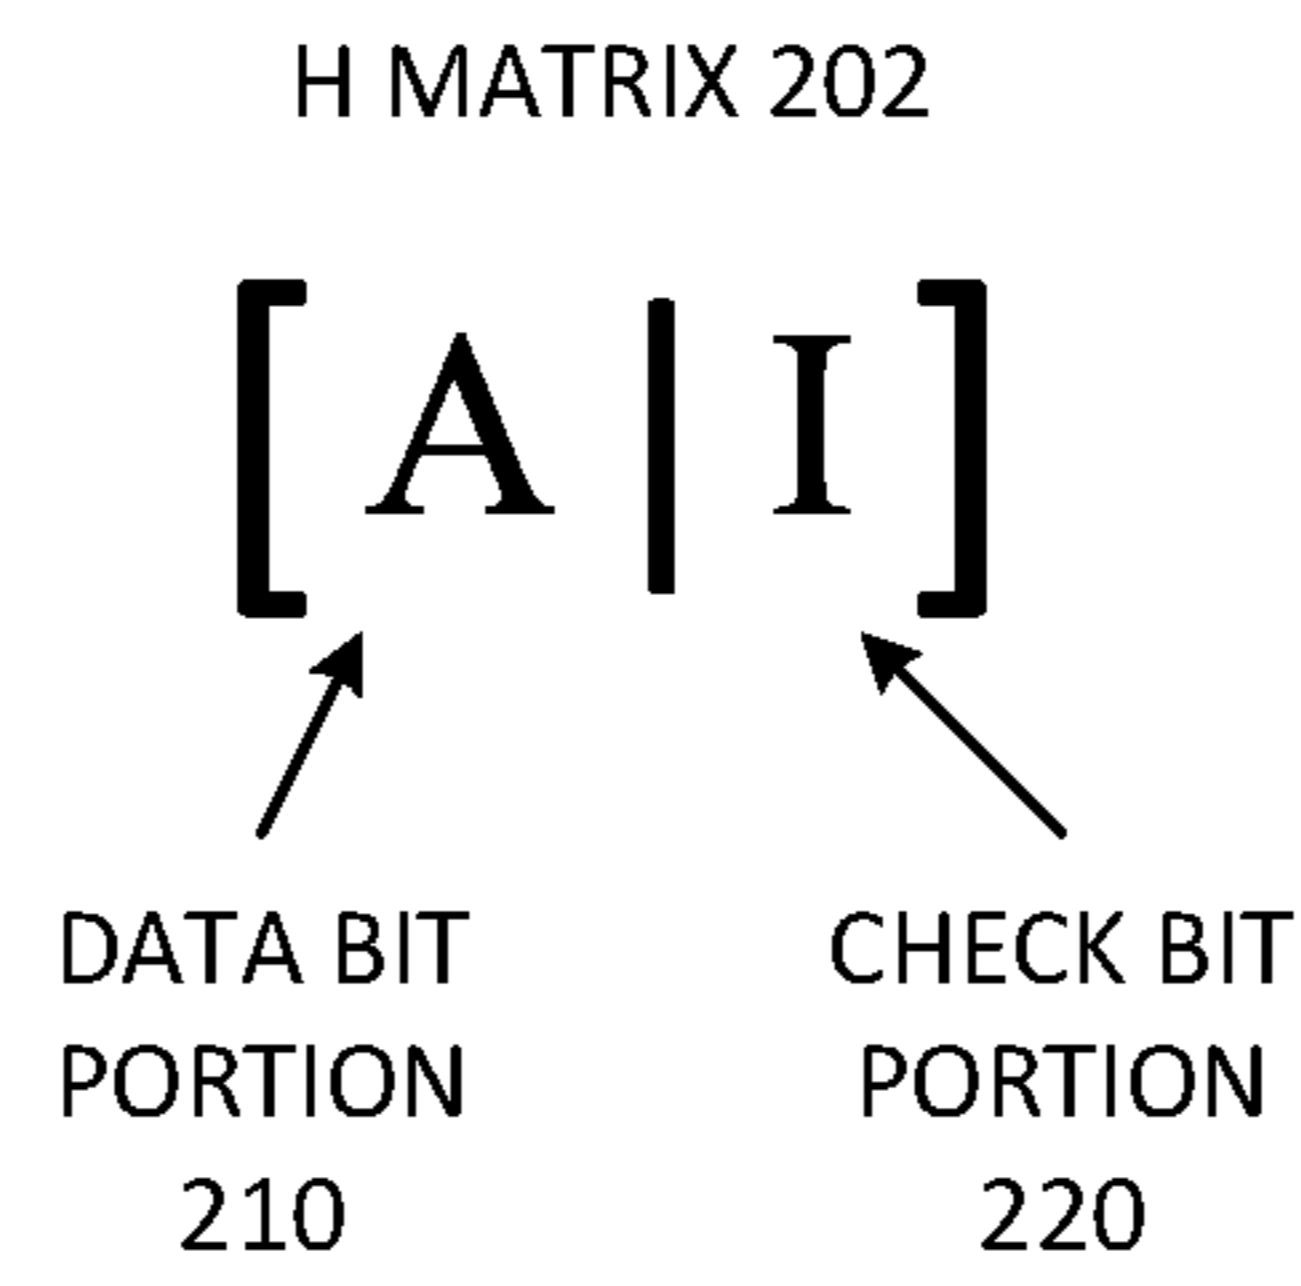 H MATRIX 202
[ A | I ]
DATA BIT
PORTION
210
CHECK BIT
PORTION
220